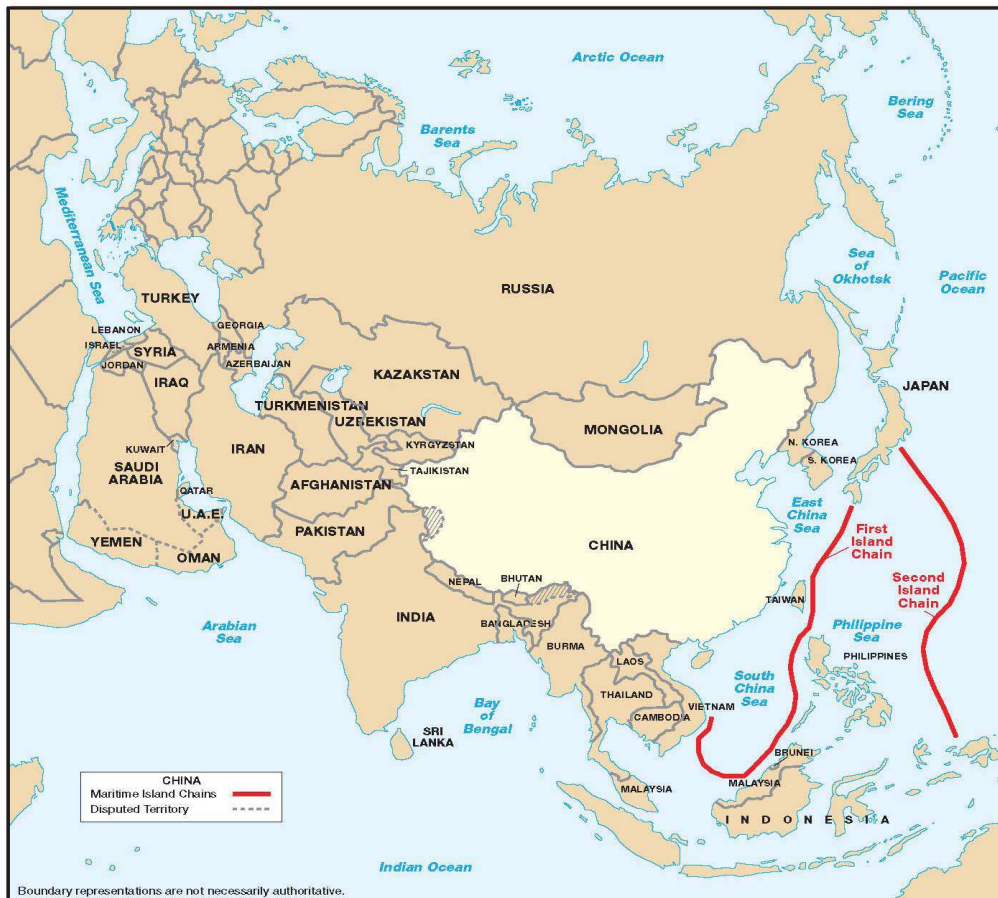 Arctic Ocean
Bering
Sea
Barents
Sea
Mediterranean Sea
Sea
of
Okhotsk
Pacific
Ocean
RUSSIA
TURKEY
GEORGIA
LEBANON
ISRAEL
SYRIA
ARMENIA
JORDAN
AZERBAIJAN
IRAQ
KAZAKSTAN
JAPAN
TURKMENISTAN
UZBEKISTAN
MONGOLIA
KUWAIT
IRAN
KYRGYZSTAN
N. KOREA
S. KOREA
SAUDI
ARABIA
TAJIKISTAN
AFGHANISTAN
QATAR
U.A.E.
East
China
Sea
PAKISTAN
First
Island
Chain
YEMEN
OMAN
CHINA
NEPAL
BHUTAN
Second
Island
Chain
TAIWAN
INDIA
BANGLADESH
Arabian
Sea
Philippine
Sea
BURMA
PHILIPPINES
LAOS
South
China
Sea
THAILAND
VIETNAM
Bay
of
Bengal
CAMBODIA
SRI
LANKA
BRUNEI
CHINA
Maritime Island Chains
Disputed Territory
MALAYSIA
MALAYSIA
INDONESIA
Indian Ocean
Boundary representations are not necessarily authoritative.